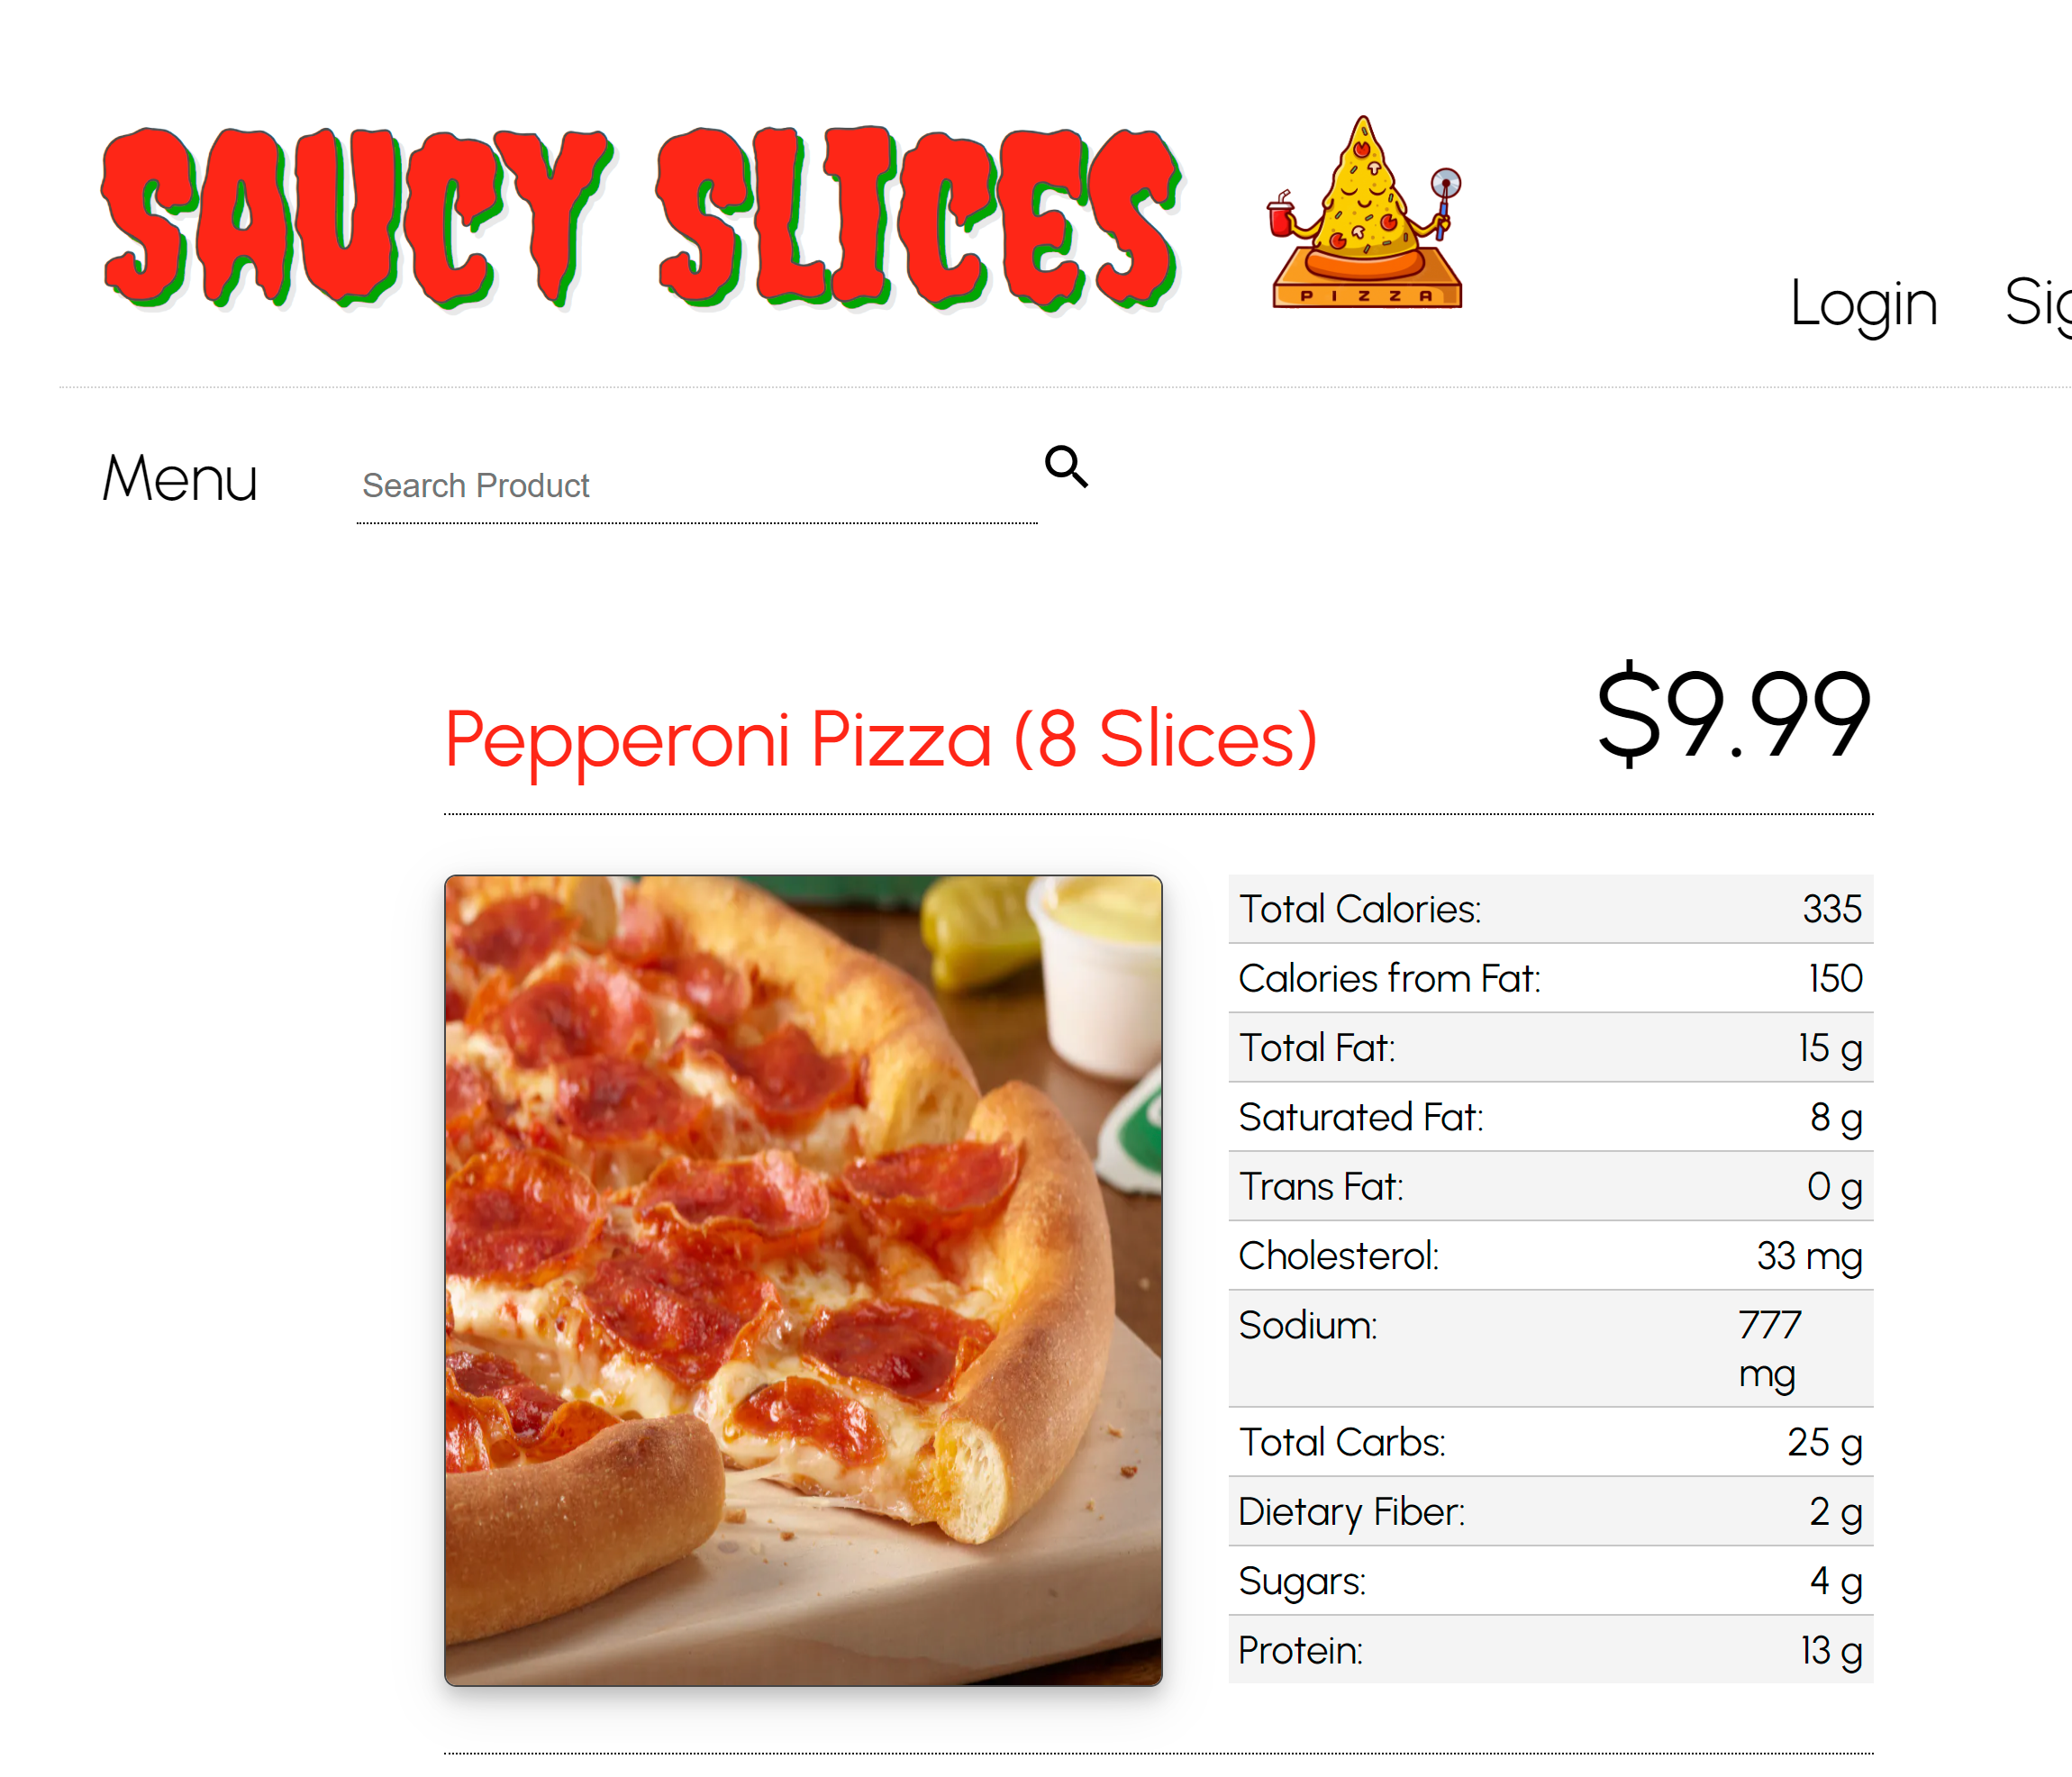 SAUCY SLICES
PIZZA
Login Sig
Menu
Search Product
Pepperoni Pizza (8 Slices) $9.99
Total Calories: 335
Calories from Fat: 150
Total Fat: 15 g
Saturated Fat: 8 g
Trans Fat: 0 g
Cholesterol: 33 mg
Sodium: 777
mg
Total Carbs: 25 g
Dietary Fiber: 2 g
Sugars: 4 g
Protein: 13 g